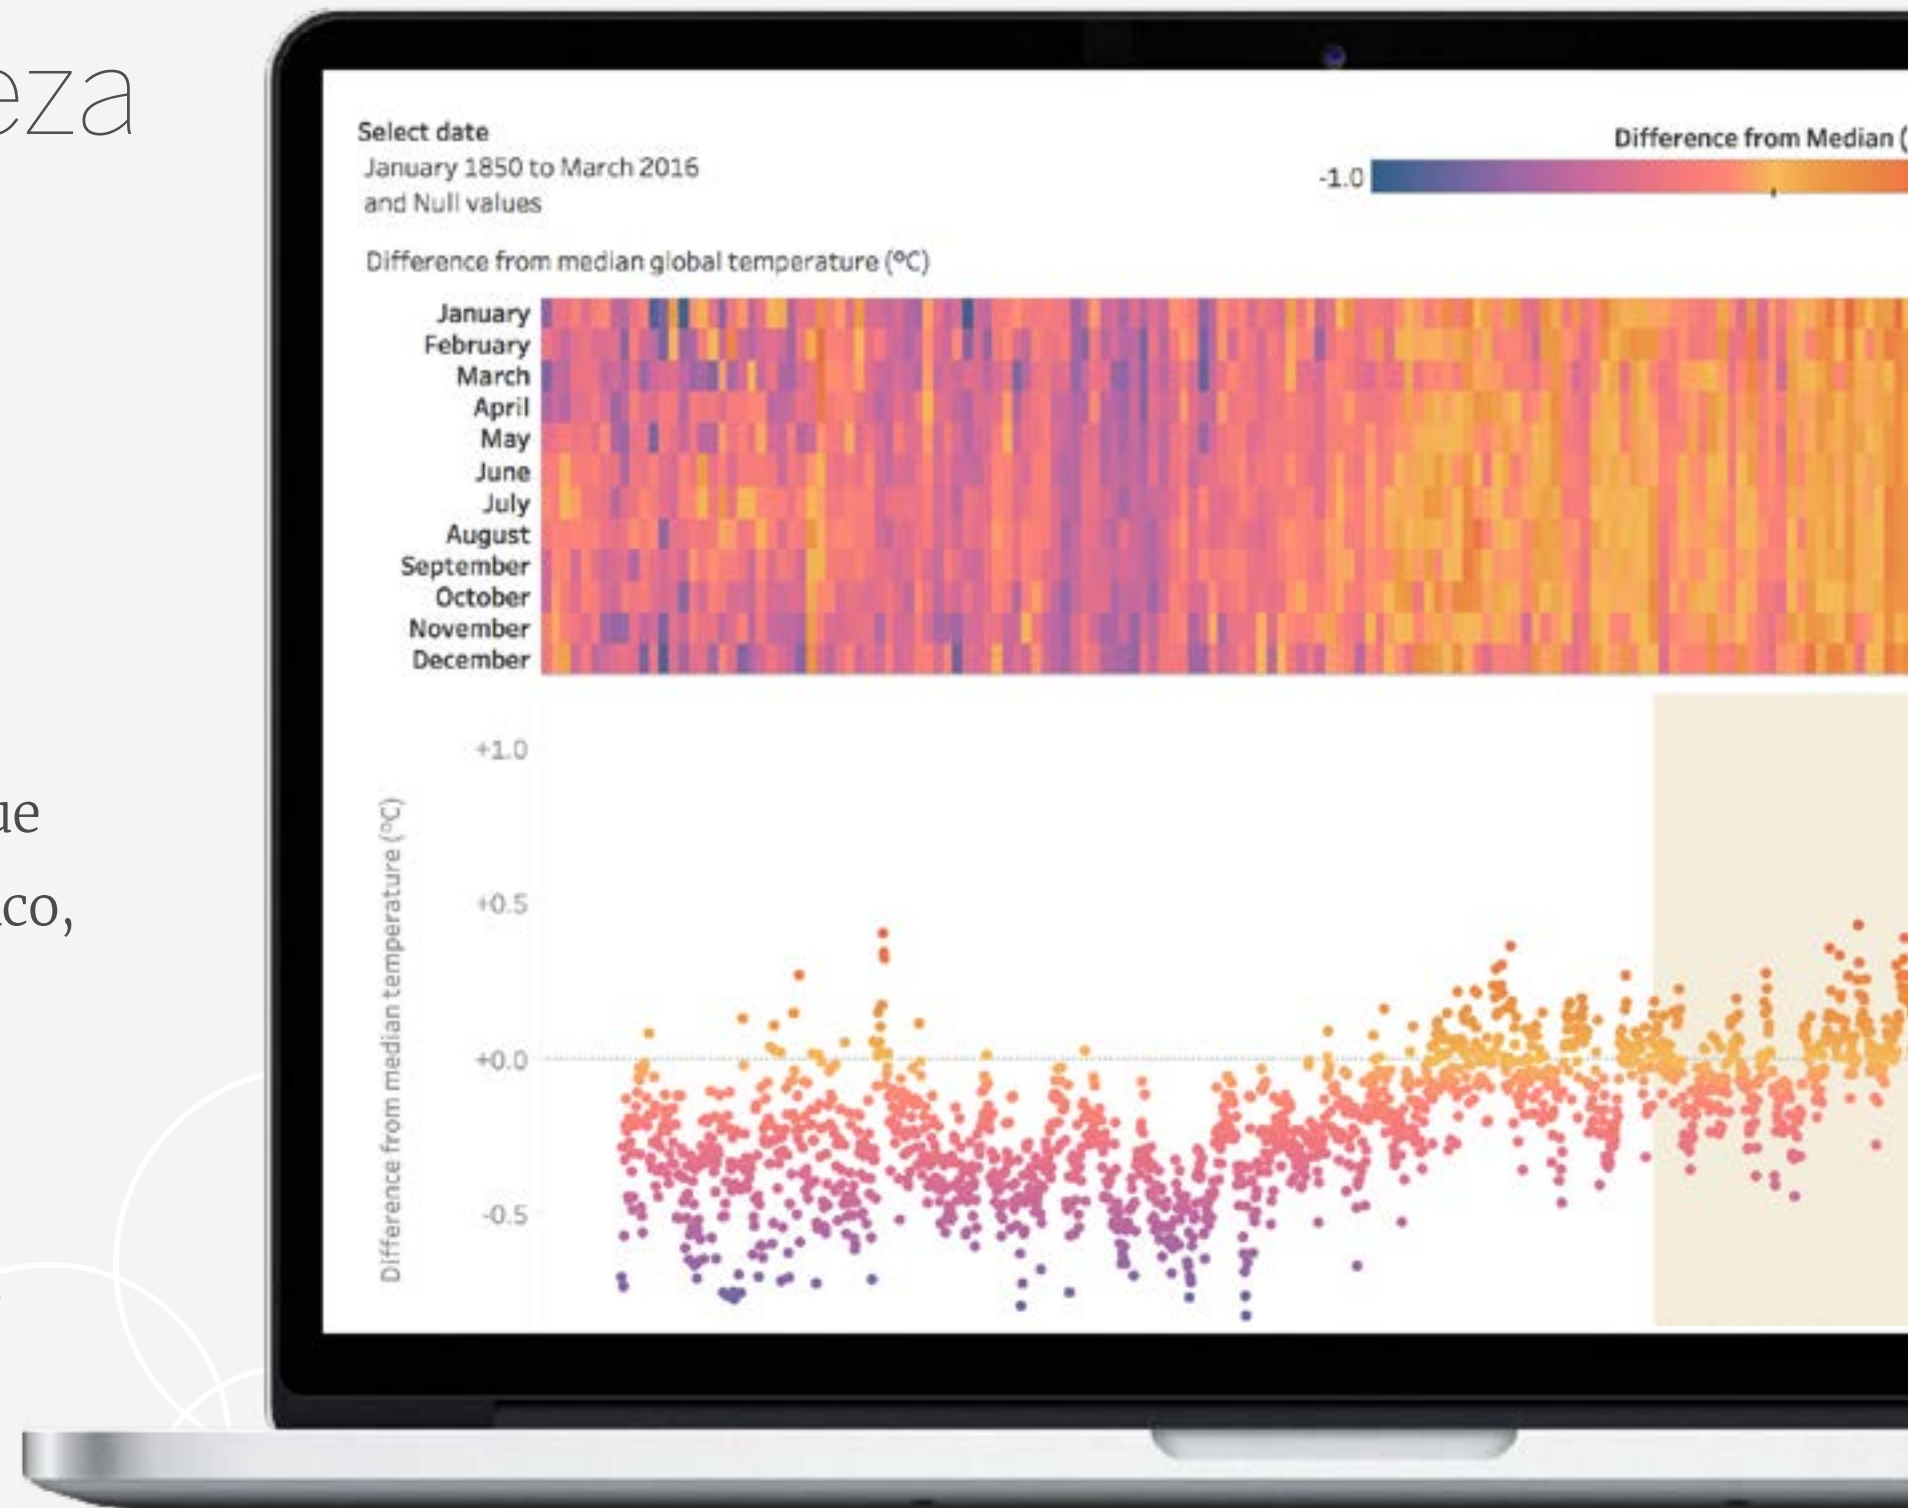 eza
Select date
January 1850 to March 2016
and Null values
Difference from Median (
-1.0
Difference from median global temperature (°C)
January
February
March
April
May
June
July
August
September
October
November
December
+1.0
+0.5
+0.0
-0.5
Difference from median temperature (°C)
ue
co,